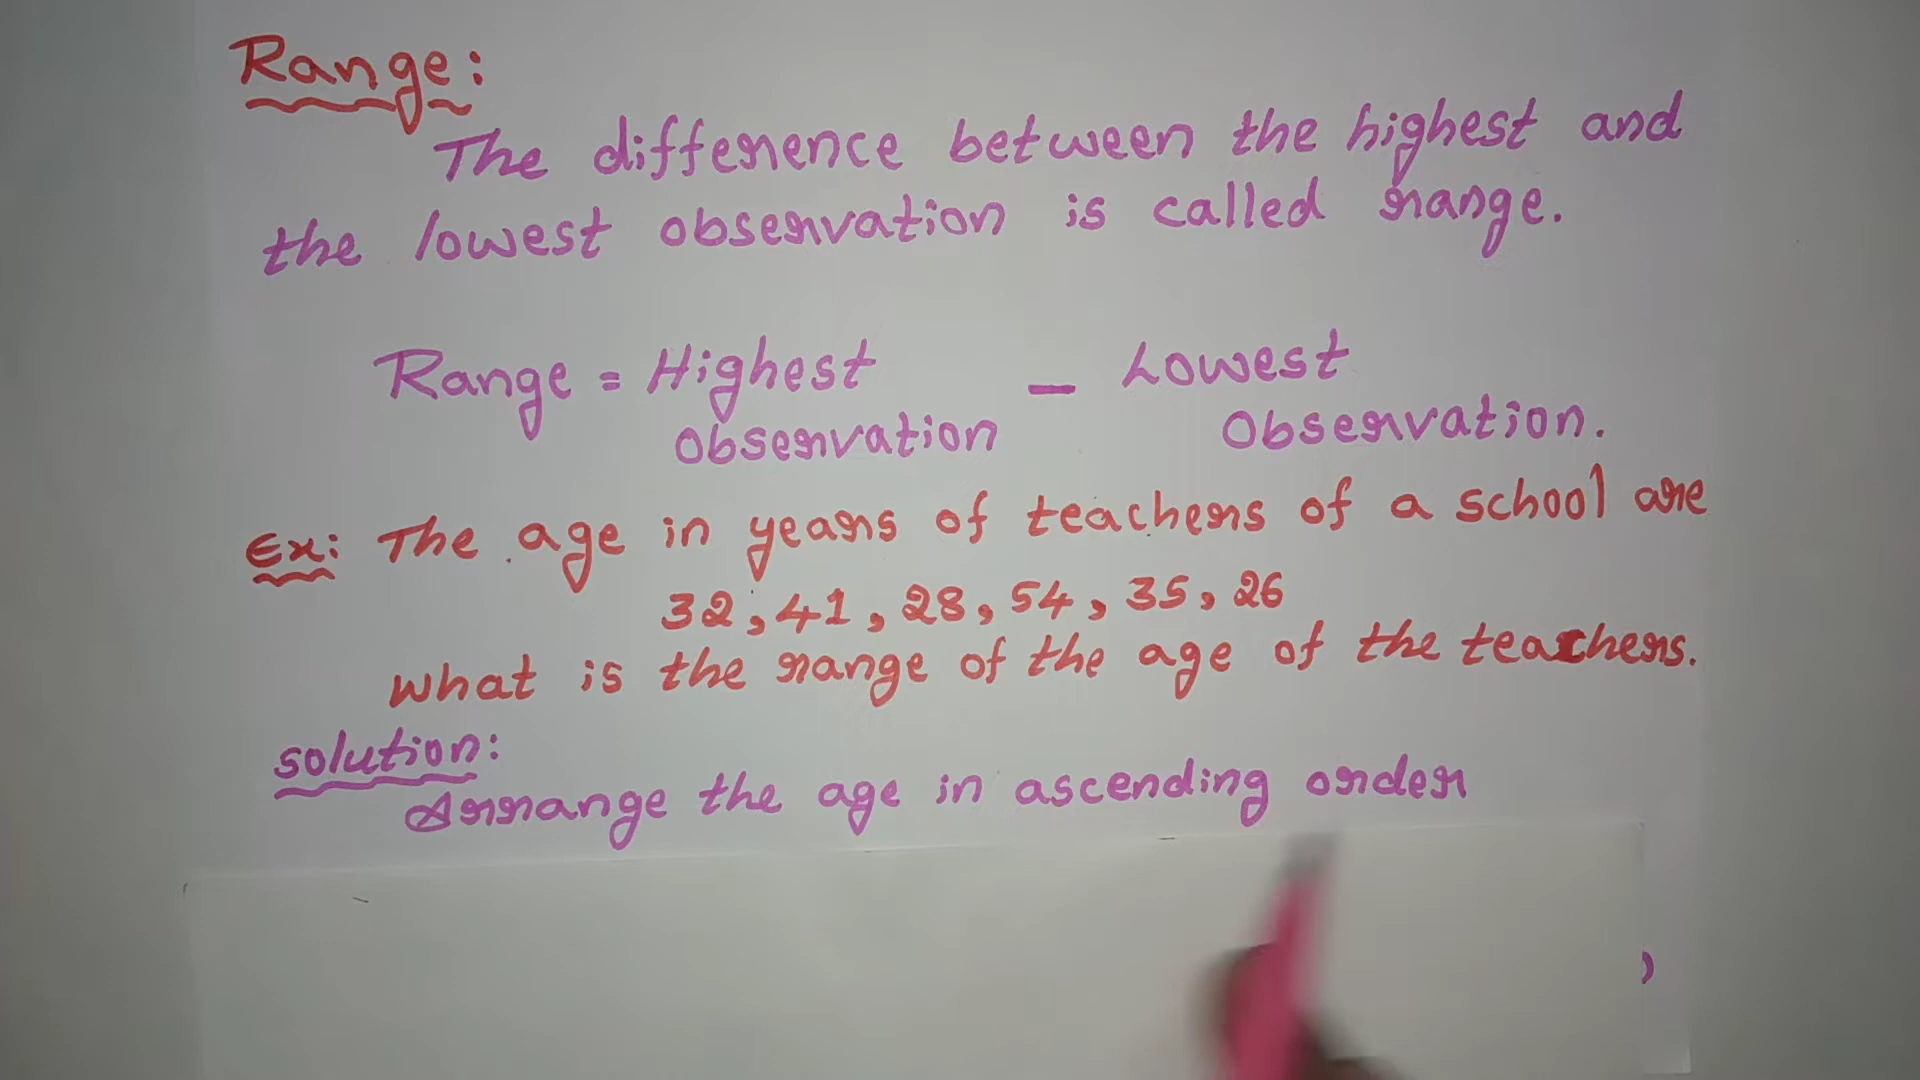 Range:
The difference between the highest and
the lowest observation is called range.
Range = Highest - Lowest
observation Observation.
Ex: The age in years of teachers of a school are
32, 41, 28, 54, 35, 26
What is the range of the age of the teachers.
solution:
Arrange the age in ascending order
)